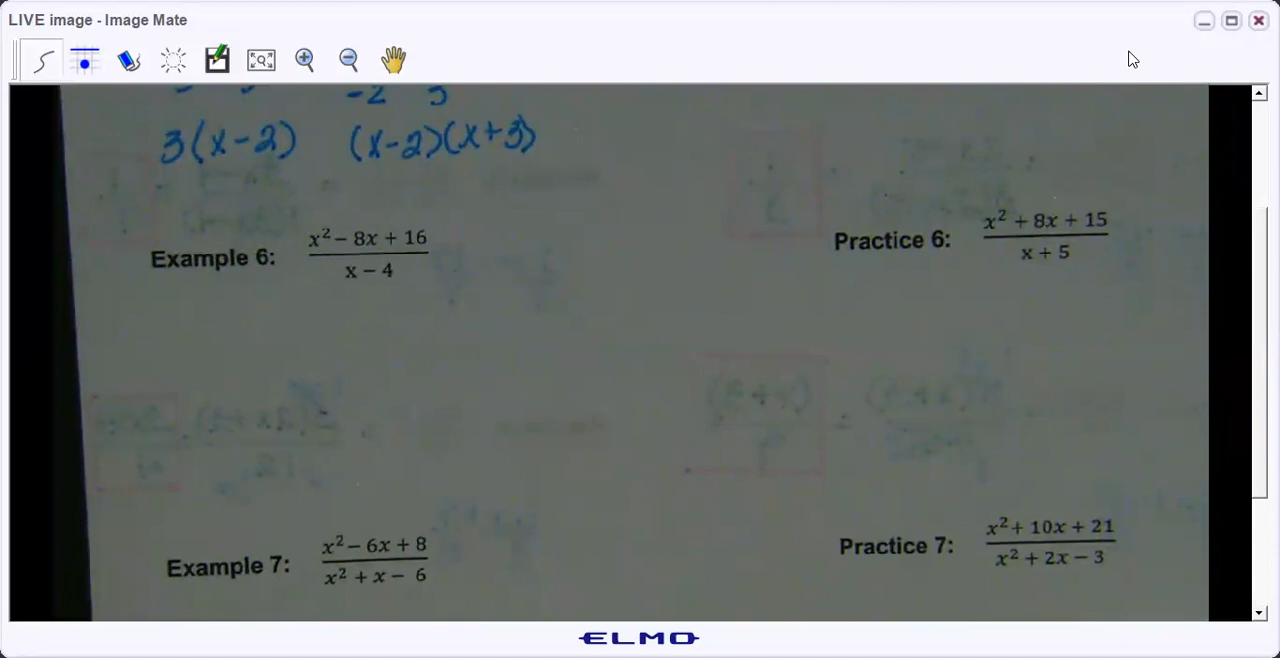 LIVE image - Image Mate
-2 3
3(x-2) (x-2)(x+3)
Example 6: x² – 8x + 16 / x – 4
Practice 6: x² + 8x + 15 / x + 5
Example 7: x² – 6x + 8 / x² + x – 6
Practice 7: x² + 10x + 21 / x² + 2x – 3
ELMO